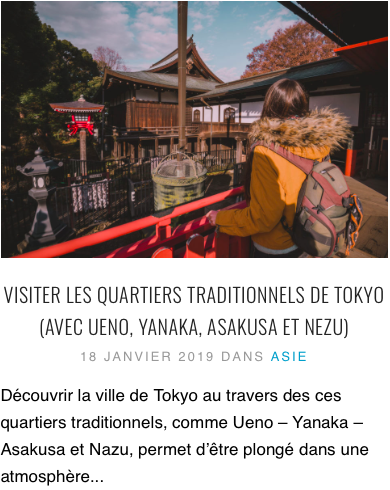 VISITER LES QUARTIERS TRADITIONNELS DE TOKYO
(AVEC UENO, YANAKA, ASAKUSA ET NEZU)
18 JANVIER 2019 DANS ASIE
Découvrir la ville de Tokyo au travers des ces
quartiers traditionnels, comme Ueno – Yanaka –
Asakusa et Nazu, permet d’être plongé dans une
atmosphère...